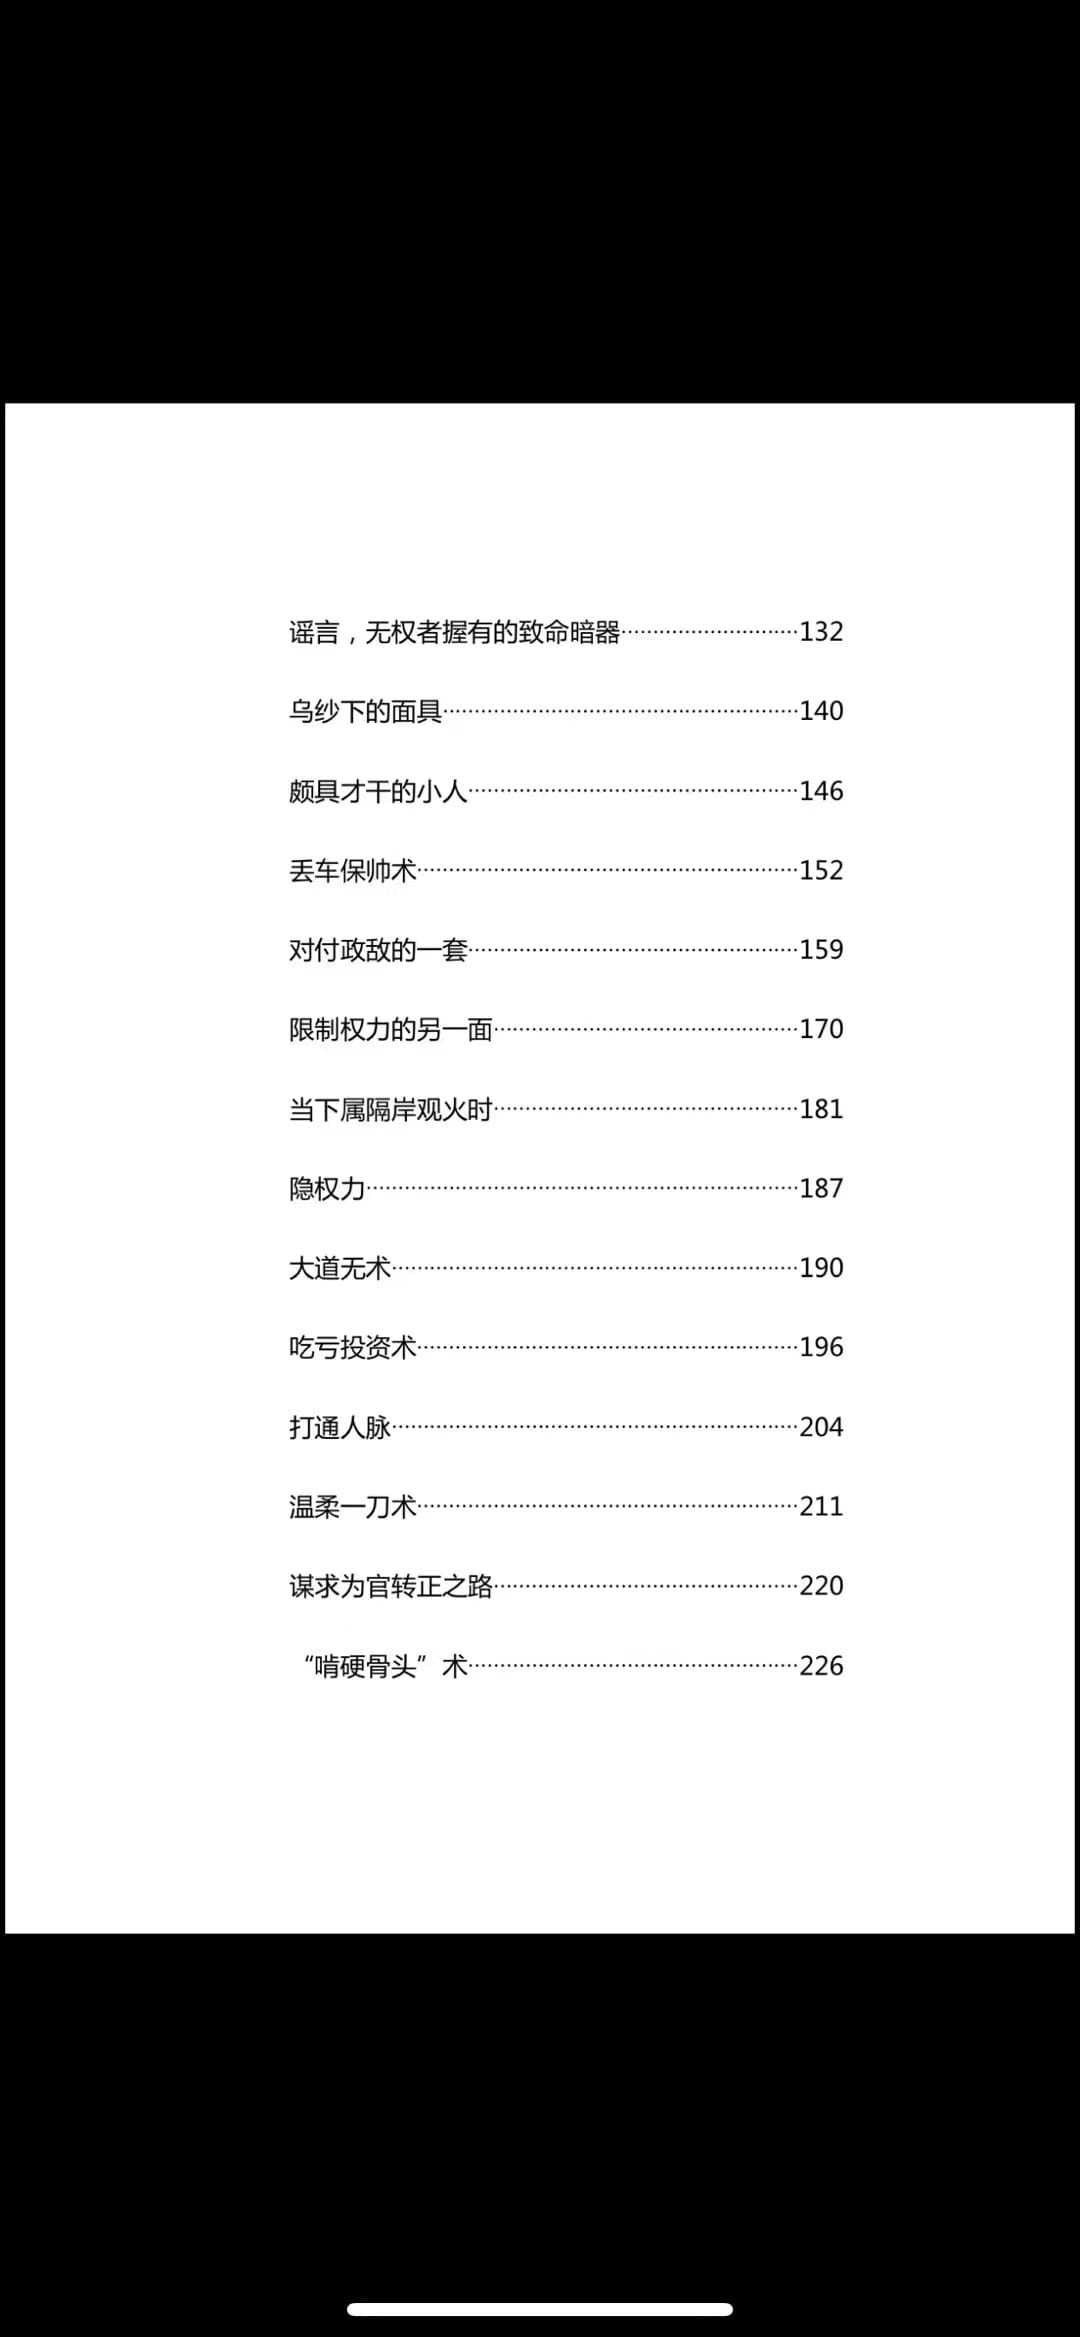 谣言，无权者握有的致命暗器····························132
乌纱下的面具························································140
颇具才干的小人····················································146
丢车保帅术····························································152
对付政敌的一套····················································159
限制权力的另一面················································170
当下属隔岸观火时················································181
隐权力····································································187
大道无术································································190
吃亏投资术····························································196
打通人脉································································204
温柔一刀术····························································211
谋求为官转正之路················································220
“啃硬骨头”术····················································226